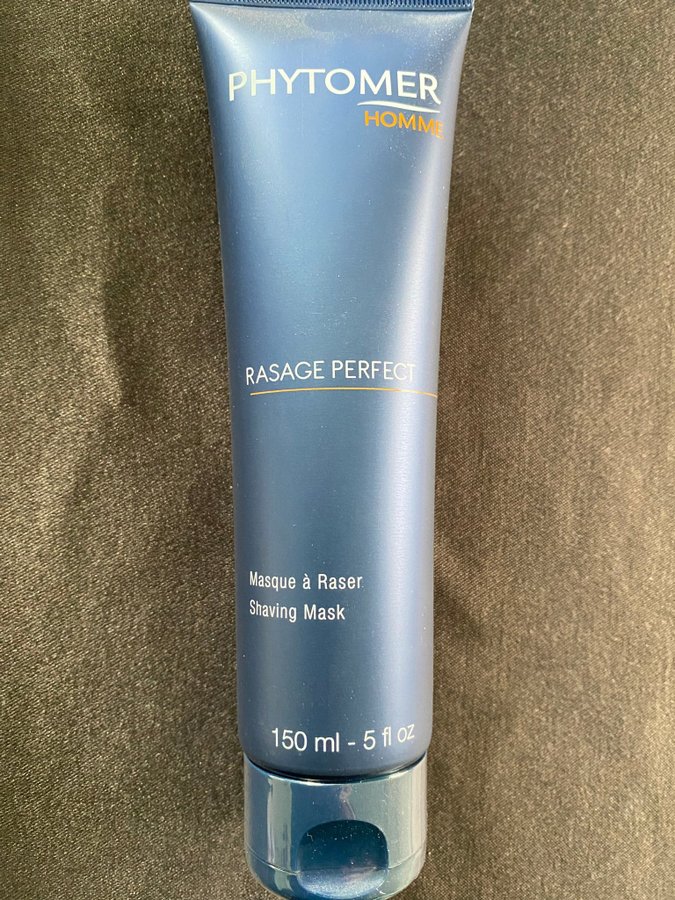 PHYTOMER
HOMME
RASAGE PERFECT
Masque à Raser
Shaving Mask
150 ml - 5 fl oz